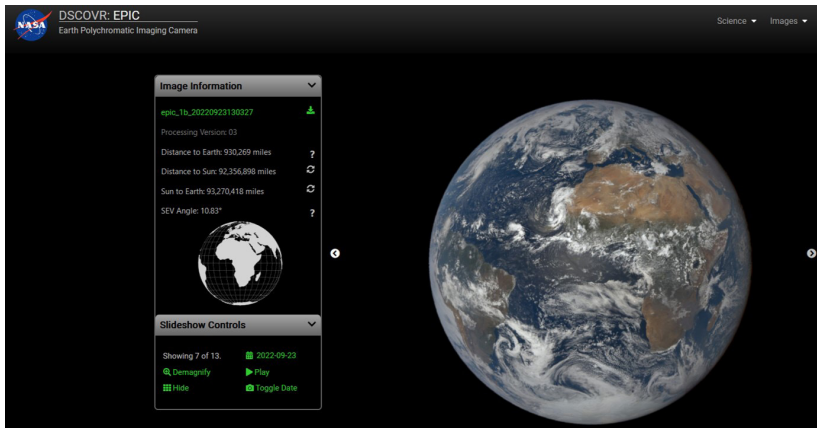 NASA
DSCOVR: EPIC
Earth Polychromatic Imaging Camera
Science
Images
Image Information
epic_1b_20220923130327
Processing Version: 03
Distance to Earth: 930,269 miles
?
Distance to Sun: 92,356,898 miles
Sun to Earth: 93,270,418 miles
SEV Angle: 10.83°
?
Slideshow Controls
Showing 7 of 13.
2022-09-23
Demagnify
Play
Hide
Toggle Date